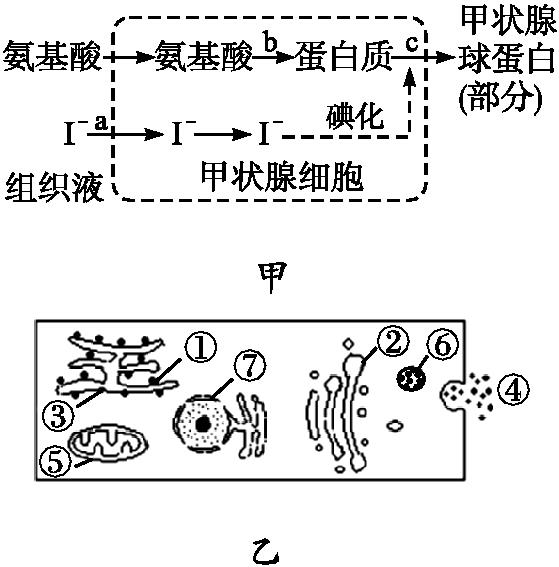 氨基酸 氨基酸 b 蛋白质 c 甲状腺
球蛋白
(部分)
I⁻ a I⁻ I⁻ 碘化
组织液 甲状腺细胞
甲
① ⑦ ② ⑥ ④
③
⑤
乙